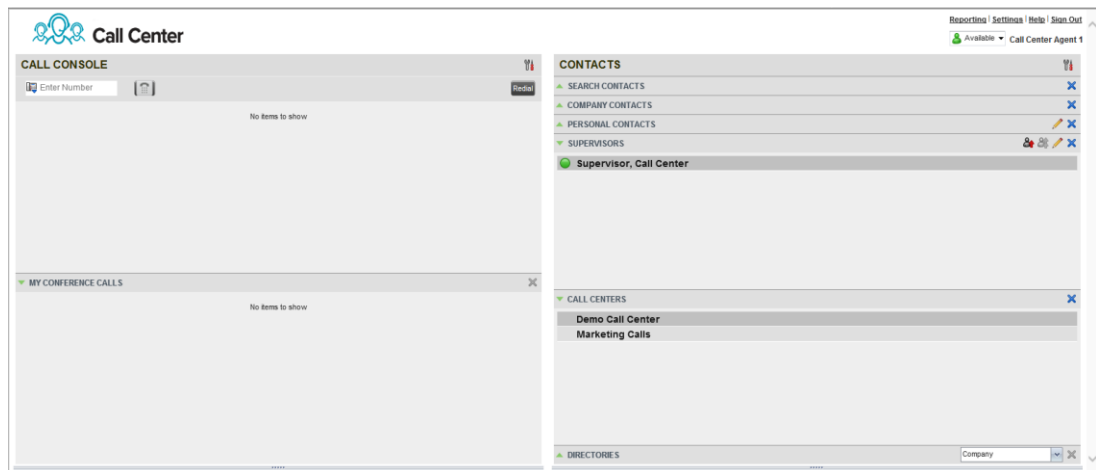 Reporting | Settings | Help | Sign Out
Call Center
Available
Call Center Agent 1
CALL CONSOLE
Enter Number
Redial
No items to show
MY CONFERENCE CALLS
No items to show
CONTACTS
SEARCH CONTACTS
COMPANY CONTACTS
PERSONAL CONTACTS
SUPERVISORS
Supervisor, Call Center
CALL CENTERS
Demo Call Center
Marketing Calls
DIRECTORIES
Company